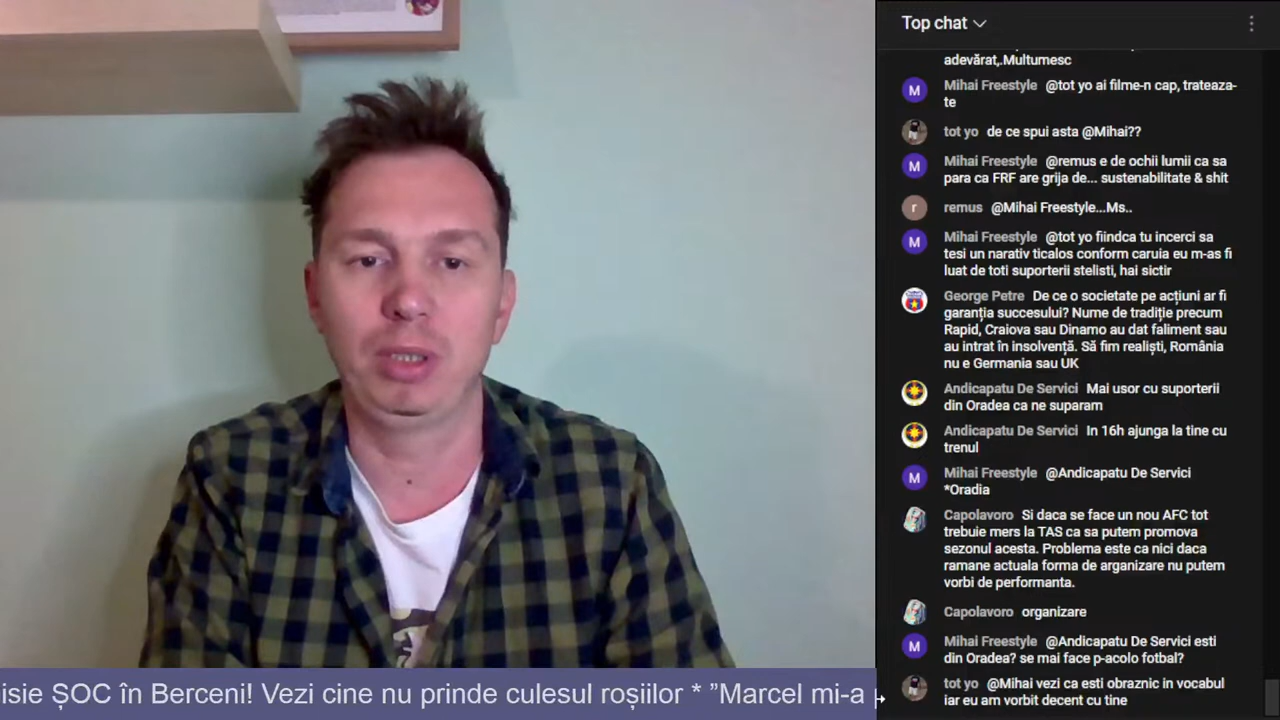 Top chat
adevărat,.Multumesc
Mihai Freestyle @tot yo ai filme-n cap, trateaza-
te
tot yo de ce spui asta @Mihai??
Mihai Freestyle @remus e de ochii lumii ca sa
para ca FRF are grija de... sustenabilitate & shit
remus @Mihai Freestyle...Ms..
Mihai Freestyle @tot yo fiindca tu incerci sa
tesi un narativ ticalos conform caruia eu m-as fi
luat de toti suporterii stelisti, hai sictir
George Petre De ce o societate pe acțiuni ar fi
garanția succesului? Nume de tradiție precum
Rapid, Craiova sau Dinamo au dat faliment sau
au intrat în insolvență. Să fim realiști, România
nu e Germania sau UK
Andicapatu De Servici Mai usor cu suporterii
din Oradea ca ne suparam
Andicapatu De Servici In 16h ajunga la tine cu
trenul
Mihai Freestyle @Andicapatu De Servici
*Oradia
Capolavoro Si daca se face un nou AFC tot
trebuie mers la TAS ca sa putem promova
sezonul acesta. Problema este ca nici daca
ramane actuala forma de arganizare nu putem
vorbi de performanta.
Capolavoro organizare
Mihai Freestyle @Andicapatu De Servici esti
din Oradea? se mai face p-acolo fotbal?
tot yo @Mihai vezi ca esti obraznic in vocabul
iar eu am vorbit decent cu tine
isie ȘOC în Berceni! Vezi cine nu prinde culesul roșiilor * ”Marcel mi-a